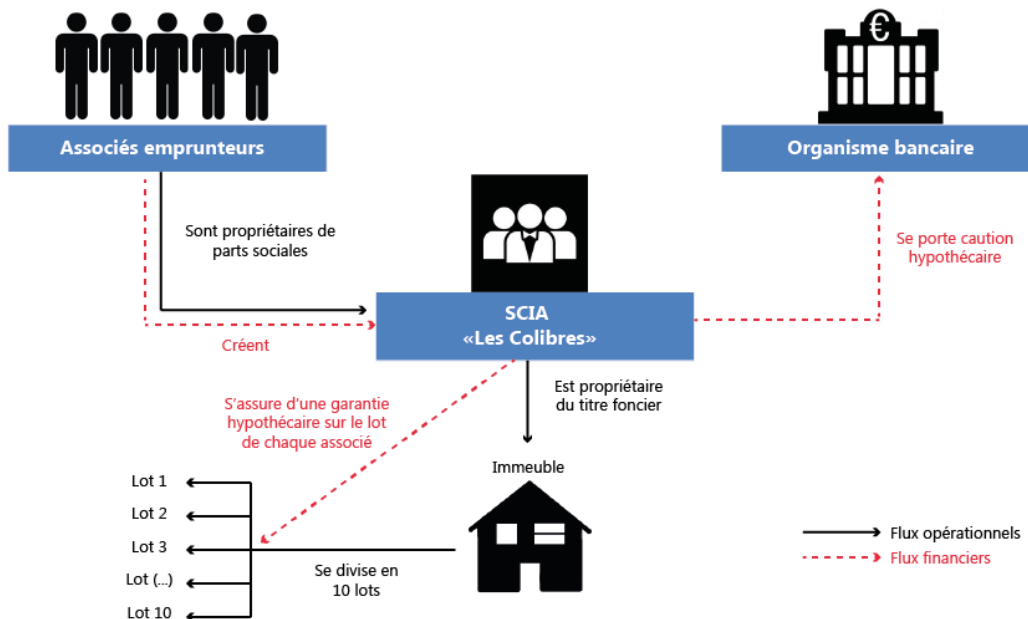 €
Associés emprunteurs
Organisme bancaire
Sont propriétaires de
parts sociales
Se porte caution
hypothécaire
SCIA
«Les Colibres»
Créent
Est propriétaire
du titre foncier
S'assure d'une garantie
hypothécaire sur le lot
de chaque associé
Immeuble
Lot 1
Lot 2
Lot 3
Lot (...)
Lot 10
Se divise en
10 lots
Flux opérationnels
Flux financiers